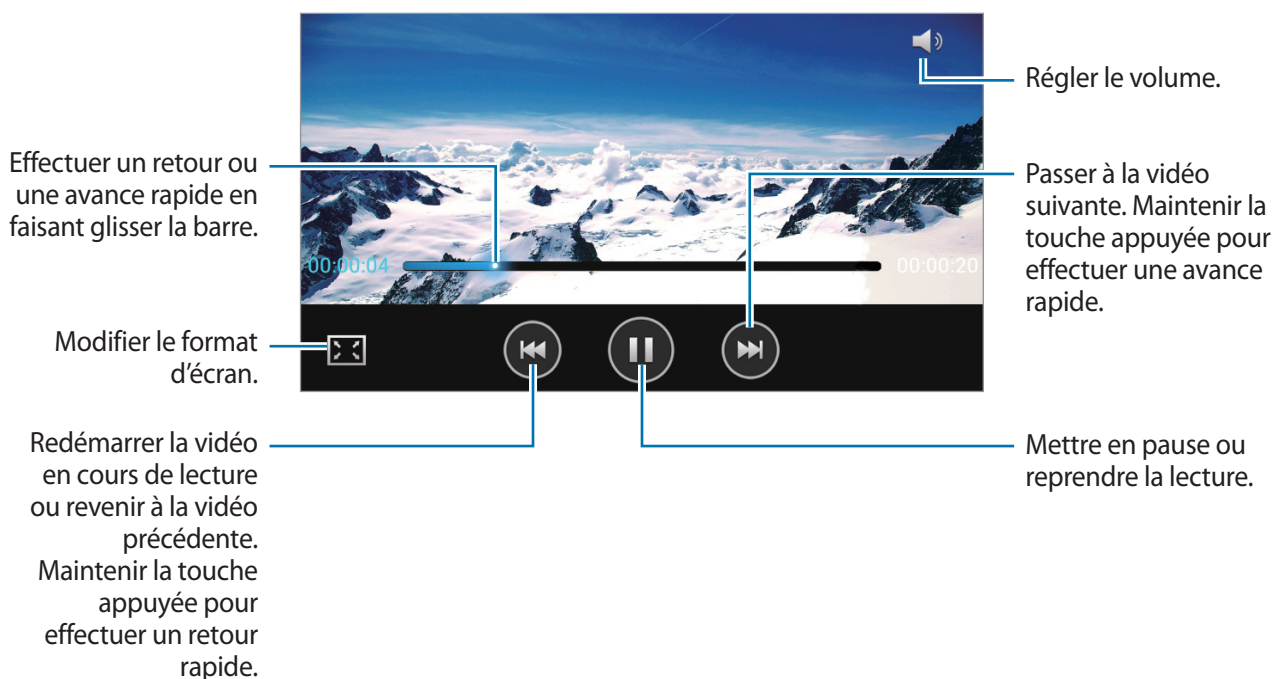 Régler le volume.
Effectuer un retour ou
une avance rapide en
faisant glisser la barre.
Passer à la vidéo
suivante. Maintenir la
touche appuyée pour
effectuer une avance
rapide.
00:00:04
00:00:20
Modifier le format
d'écran.
Redémarrer la vidéo
en cours de lecture
ou revenir à la vidéo
précédente.
Maintenir la touche
appuyée pour
effectuer un retour
rapide.
Mettre en pause ou
reprendre la lecture.